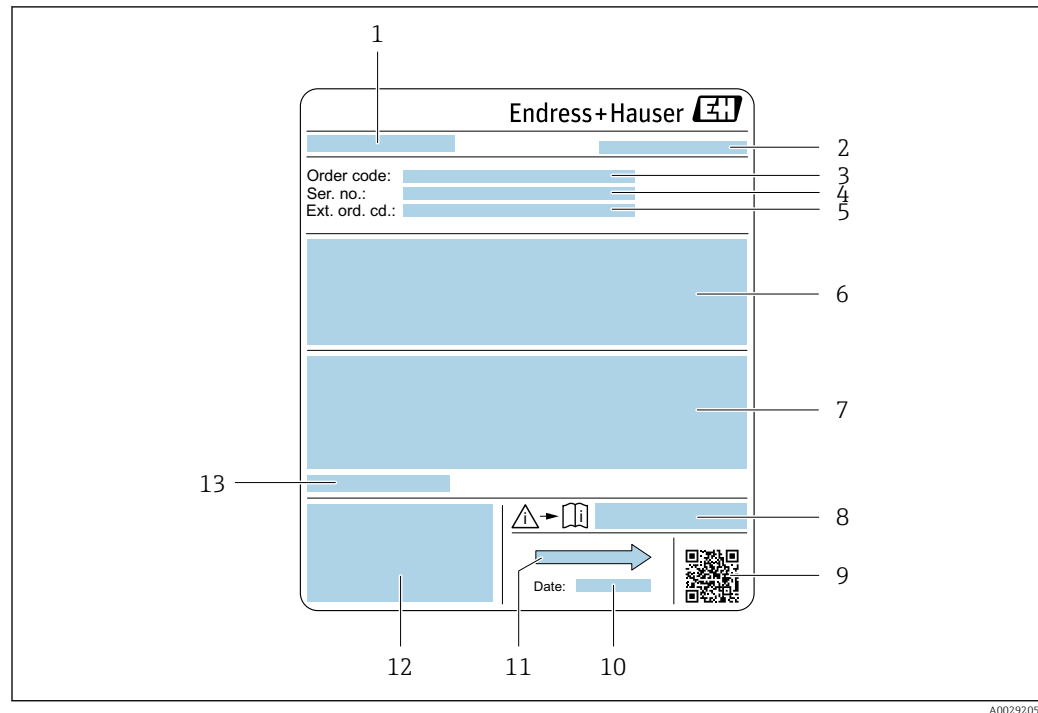 1
Endress+Hauser EH
2
Order code:
3
Ser. no.:
4
Ext. ord. cd.:
5
6
7
13
8
i i
9
11
Date:
12
10
A0029205